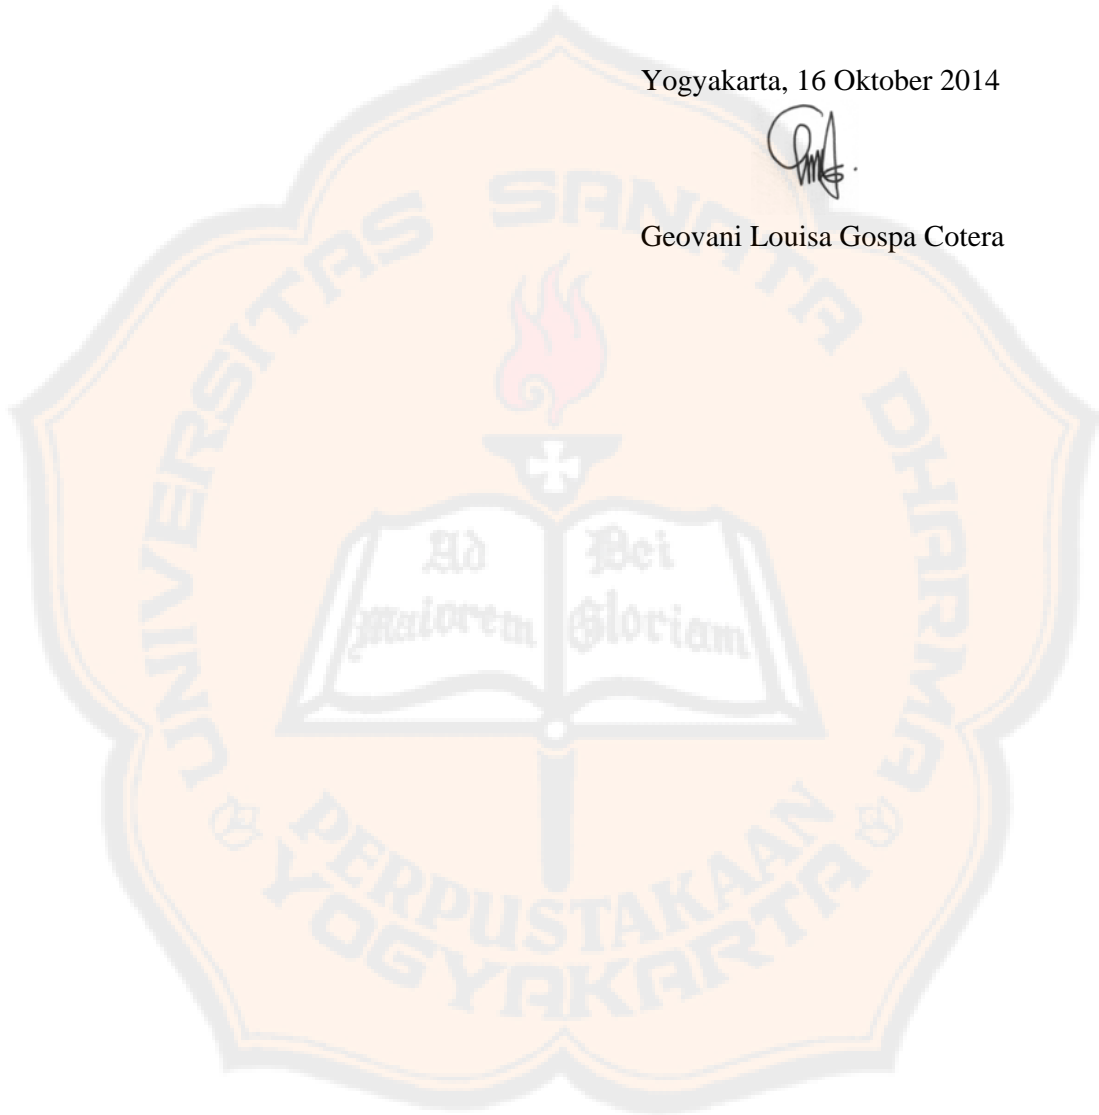 Yogyakarta, 16 Oktober 2014
Geovani Louisa Gospa Cotera
UNIVERSITAS SANATA DHARMA
Ad
Dei
maiorem
Gloriam
PERPUSTAKAAN
YOGYAKARTA